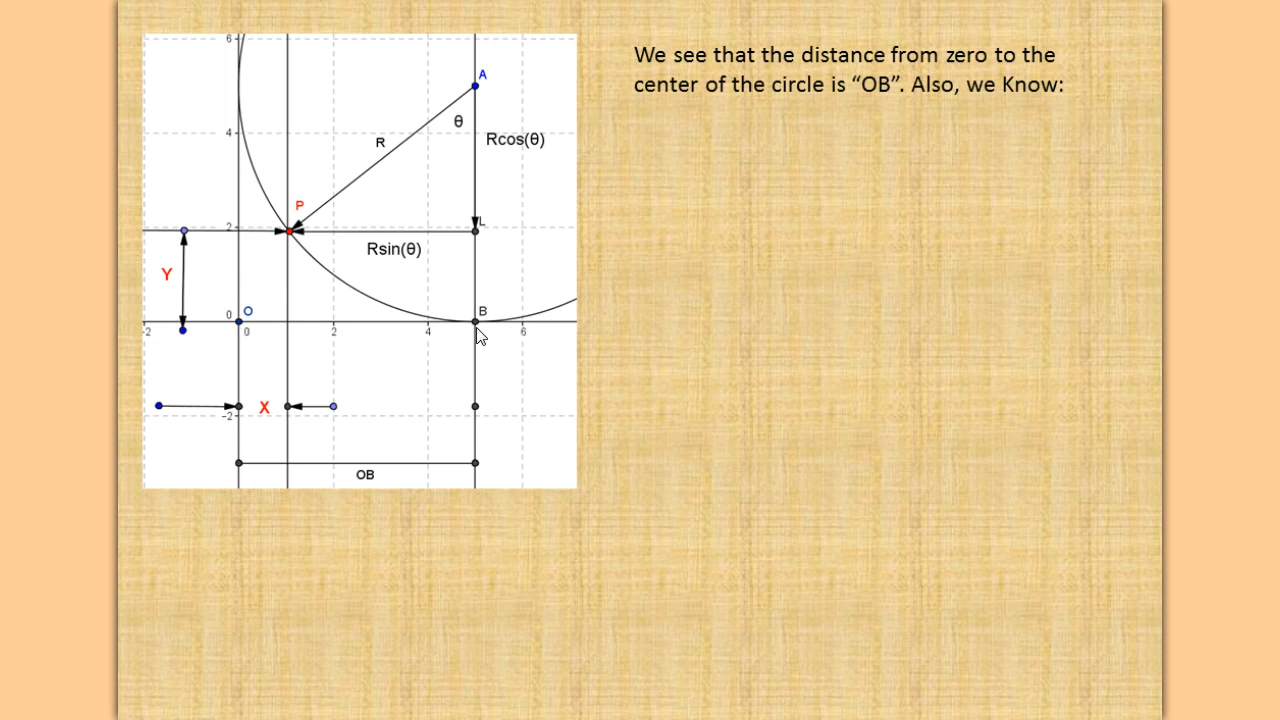 We see that the distance from zero to the
center of the circle is “OB”. Also, we Know:
6
A
θ
4
Rcos(θ)
R
P
2
L
Rsin(θ)
Y
O
B
0
-2
0
2
4
6
X
-2
OB